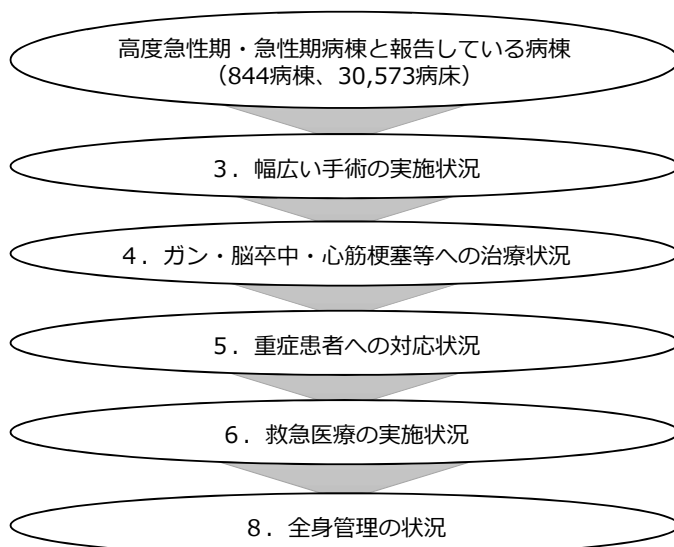 高度急性期・急性期病棟と報告している病棟
（844病棟、30,573病床）
３．幅広い手術の実施状況
４．ガン・脳卒中・心筋梗塞等への治療状況
５．重症患者への対応状況
６．救急医療の実施状況
８．全身管理の状況